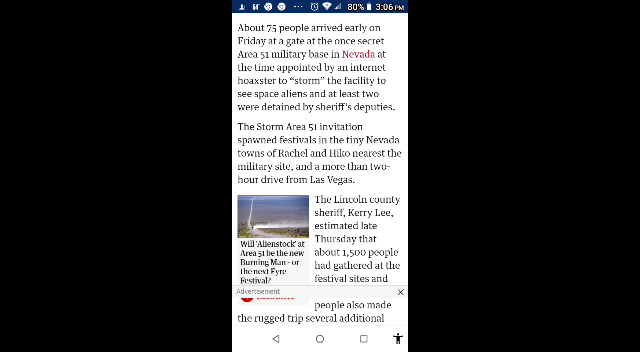 80% 3:06 PM
About 75 people arrived early on
Friday at a gate at the once secret
Area 51 military base in Nevada at
the time appointed by an internet
hoaxster to “storm” the facility to
see space aliens and at least two
were detained by sheriff’s deputies.
The Storm Area 51 invitation
spawned festivals in the tiny Nevada
towns of Rachel and Hiko nearest the
military site, and a more than two-
hour drive from Las Vegas.
Will ‘Alienstock’ at
Area 51 be the new
Burning Man – or
the next Fyre
Festival?
The Lincoln county
sheriff, Kerry Lee,
estimated late
Thursday that
about 1,500 people
had gathered at the
festival sites and
Advertisement
people also made
the rugged trip several additional